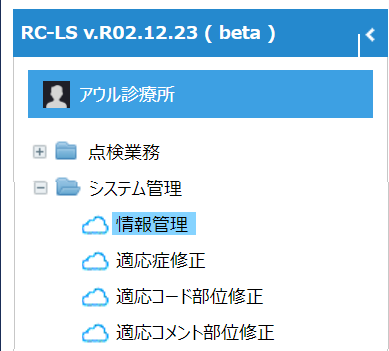 RC-LS v.R02.12.23 ( beta )
アウル診療所
点検業務
システム管理
情報管理
適応症修正
適応コード部位修正
適応コメント部位修正